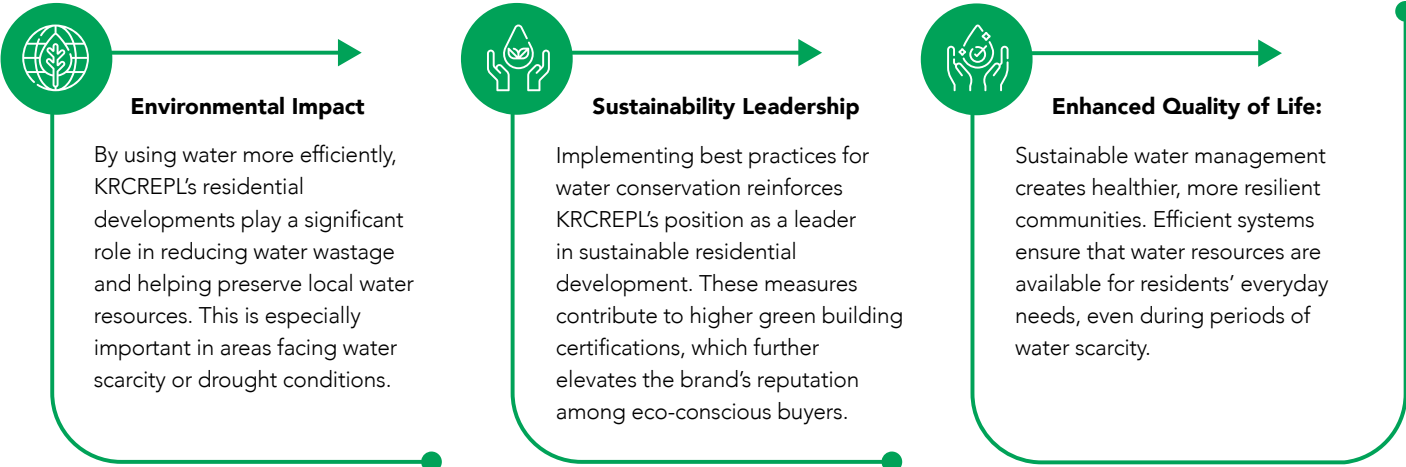 Environmental Impact
By using water more efficiently,
KRCREPL’s residential
developments play a significant
role in reducing water wastage
and helping preserve local water
resources. This is especially
important in areas facing water
scarcity or drought conditions.
Sustainability Leadership
Implementing best practices for
water conservation reinforces
KRCREPL’s position as a leader
in sustainable residential
development. These measures
contribute to higher green building
certifications, which further
elevates the brand’s reputation
among eco-conscious buyers.
Enhanced Quality of Life:
Sustainable water management
creates healthier, more resilient
communities. Efficient systems
ensure that water resources are
available for residents’ everyday
needs, even during periods of
water scarcity.